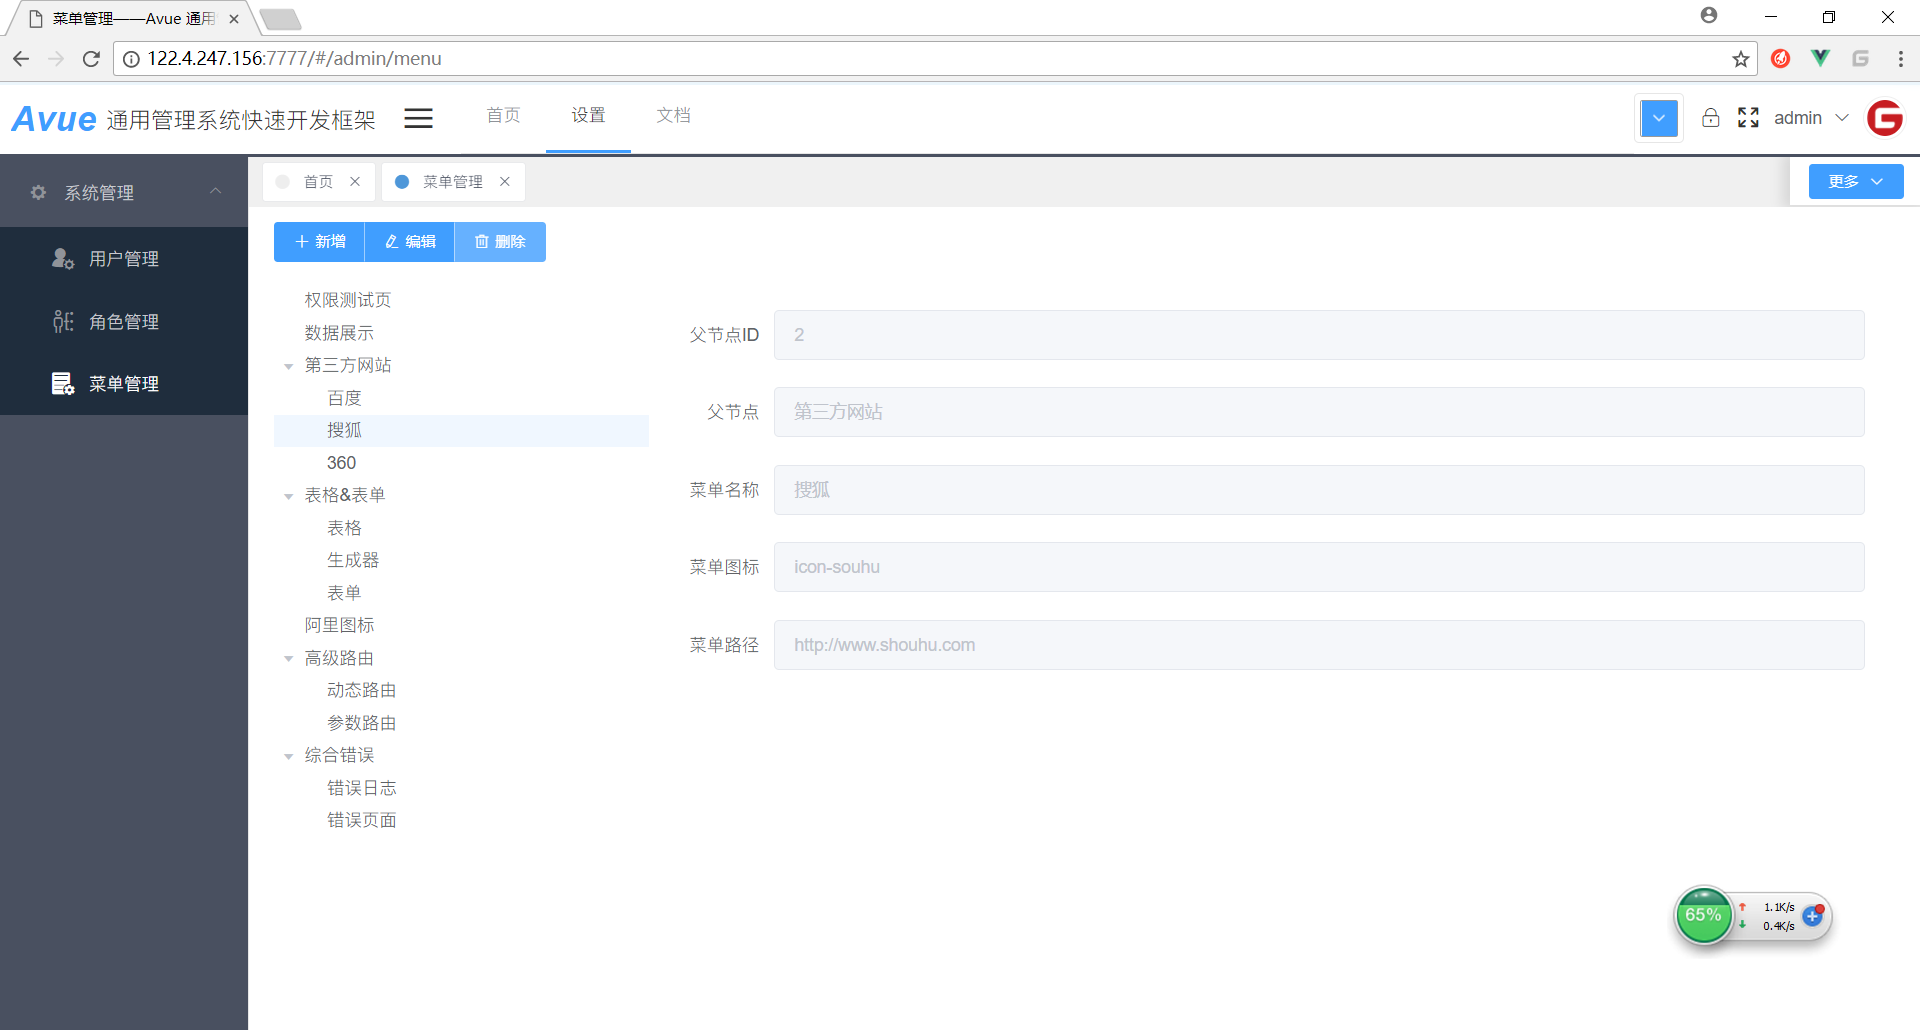 菜单管理——Avue 通用
122.4.247.156:7777/#/admin/menu
Avue 通用管理系统快速开发框架
首页 设置 文档
admin
系统管理
用户管理
角色管理
菜单管理
首页 菜单管理 更多
新增 编辑 删除
权限测试页
数据展示
第三方网站
百度
搜狐
360
表格&表单
表格
生成器
表单
阿里图标
高级路由
动态路由
参数路由
综合错误
错误日志
错误页面
父节点ID 2
父节点 第三方网站
菜单名称 搜狐
菜单图标 icon-souhu
菜单路径 http://www.shouhu.com
65%
1.1K/s
0.4K/s